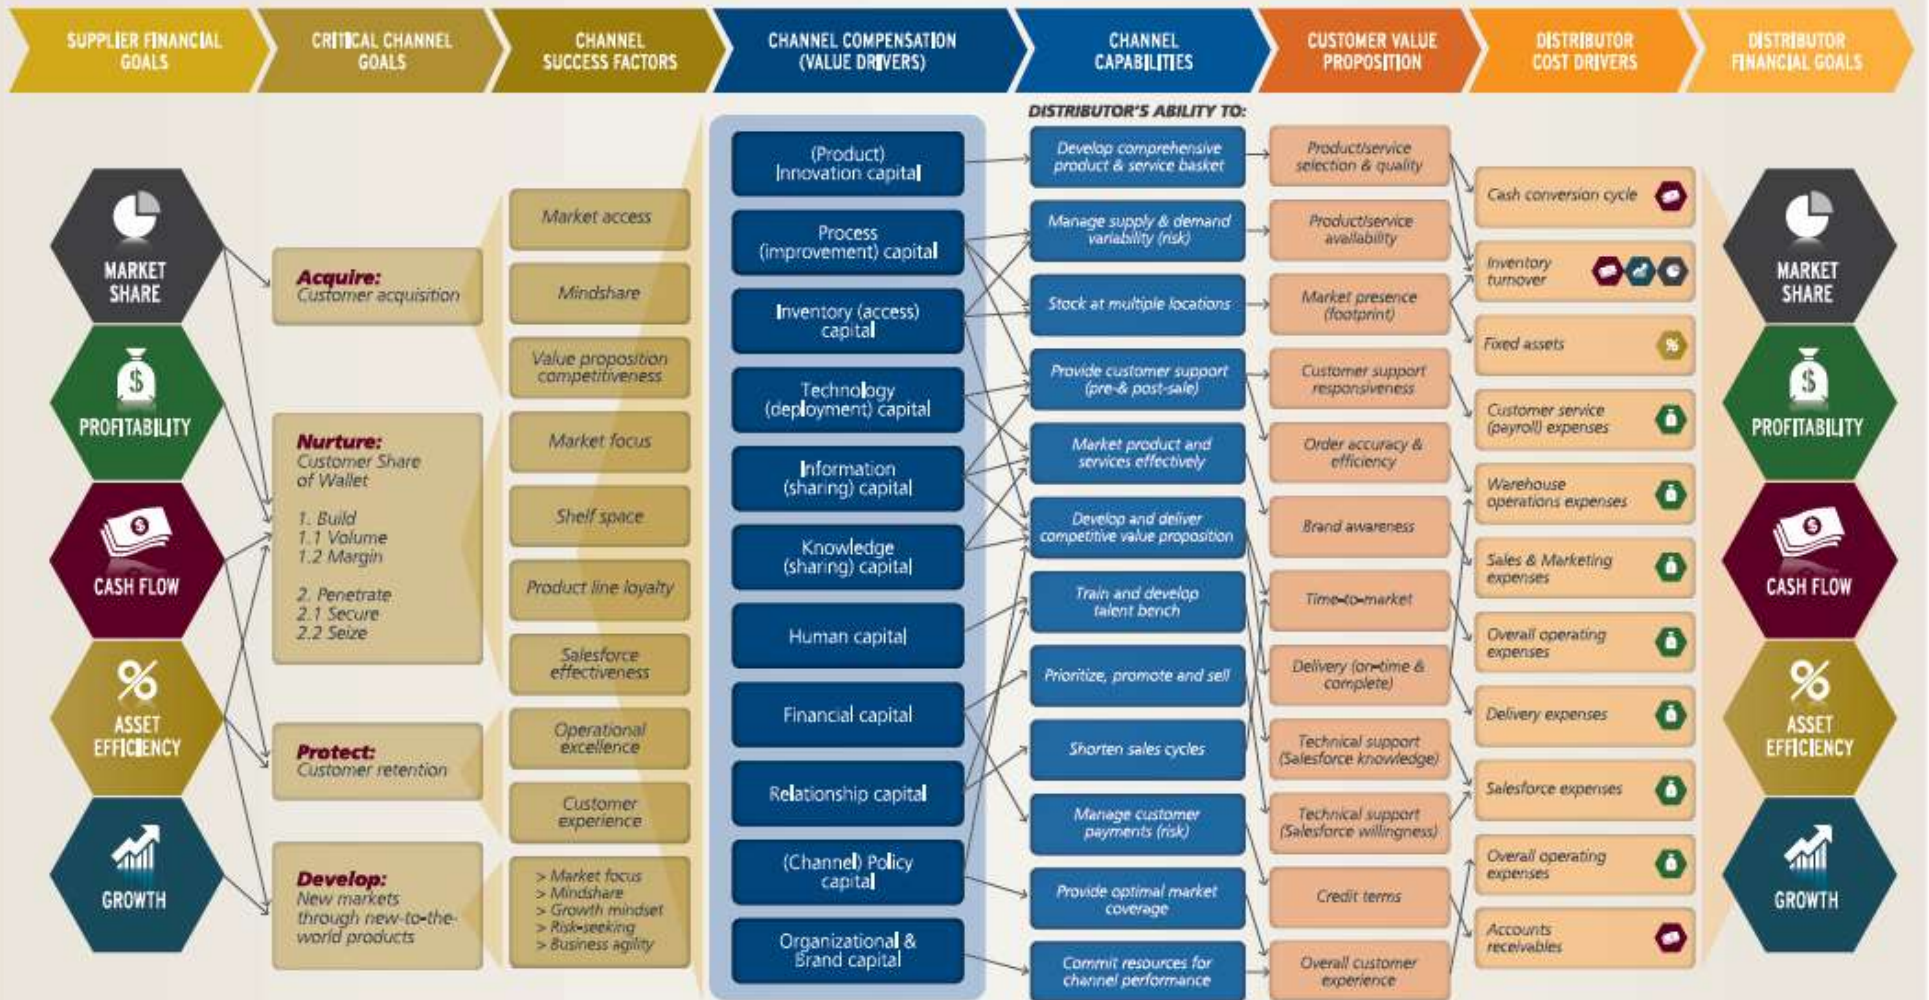 SUPPLIER FINANCIAL
GOALS
CRITICAL CHANNEL
GOALS
CHANNEL
SUCCESS FACTORS
CHANNEL COMPENSATION
(VALUE DRIVERS)
CHANNEL
CAPABILITIES
CUSTOMER VALUE
PROPOSITION
DISTRIBUTOR
COST DRIVERS
DISTRIBUTOR
FINANCIAL GOALS
MARKET
SHARE
$
PROFITABILITY
$
CASH FLOW
%
ASSET
EFFICIENCY
GROWTH
Acquire:
Customer acquisition
Nurture:
Customer Share
of Wallet
1. Build
1.1 Volume
1.2 Margin
2. Penetrate
2.1 Secure
2.2 Seize
Protect:
Customer retention
Develop:
New markets
through new-to-the-
world products
Market access
Mindshare
Value proposition
competitiveness
Market focus
Shelf space
Product line loyalty
Salesforce
effectiveness
Operational
excellence
Customer
experience
> Market focus
> Mindshare
> Growth mindset
> Risk-seeking
> Business agility
(Product)
Innovation capital
Process
(improvement) capital
Inventory (access)
capital
Technology
(deployment) capital
Information
(sharing) capital
Knowledge
(sharing) capital
Human capital
Financial capital
Relationship capital
(Channel) Policy
capital
Organizational &
Brand capital
DISTRIBUTOR'S ABILITY TO:
Develop comprehensive
product & service basket
Manage supply & demand
variability (risk)
Stock at multiple locations
Provide customer support
(pre-& post-sale)
Market product and
services effectively
Develop and deliver
competitive value proposition
Train and develop
talent bench
Prioritize, promote and sell
Shorten sales cycles
Manage customer
payments (risk)
Provide optimal market
coverage
Commit resources for
channel performance
Product/service
selection & quality
Product/service
availability
Market presence
(footprint)
Customer support
responsiveness
Order accuracy &
efficiency
Brand awareness
Time-to-market
Delivery (on-time &
complete)
Technical support
(Salesforce knowledge)
Technical support
(Salesforce willingness)
Credit terms
Overall customer
experience
Cash conversion cycle
Inventory
turnover
Fixed assets
%
Customer service
(payroll) expenses
Warehouse
operations expenses
Sales & Marketing
expenses
Overall operating
expenses
Delivery expenses
Salesforce expenses
Overall operating
expenses
Accounts
receivables
MARKET
SHARE
$
PROFITABILITY
$
CASH FLOW
%
ASSET
EFFICIENCY
GROWTH